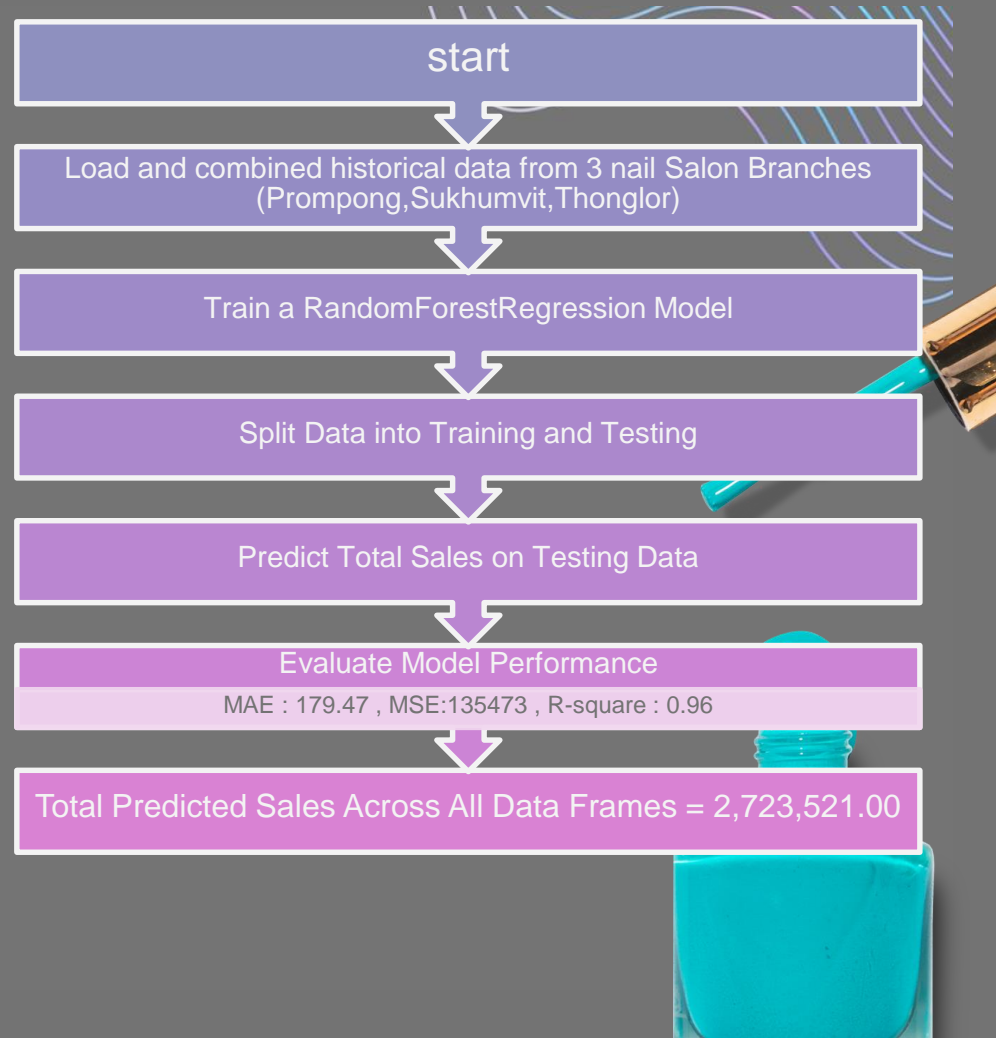 start
Load and combined historical data from 3 nail Salon Branches
(Prompong,Sukhumvit,Thonglor)
Train a RandomForestRegression Model
Split Data into Training and Testing
Predict Total Sales on Testing Data
Evaluate Model Performance
MAE : 179.47 , MSE:135473 , R-square : 0.96
Total Predicted Sales Across All Data Frames = 2,723,521.00